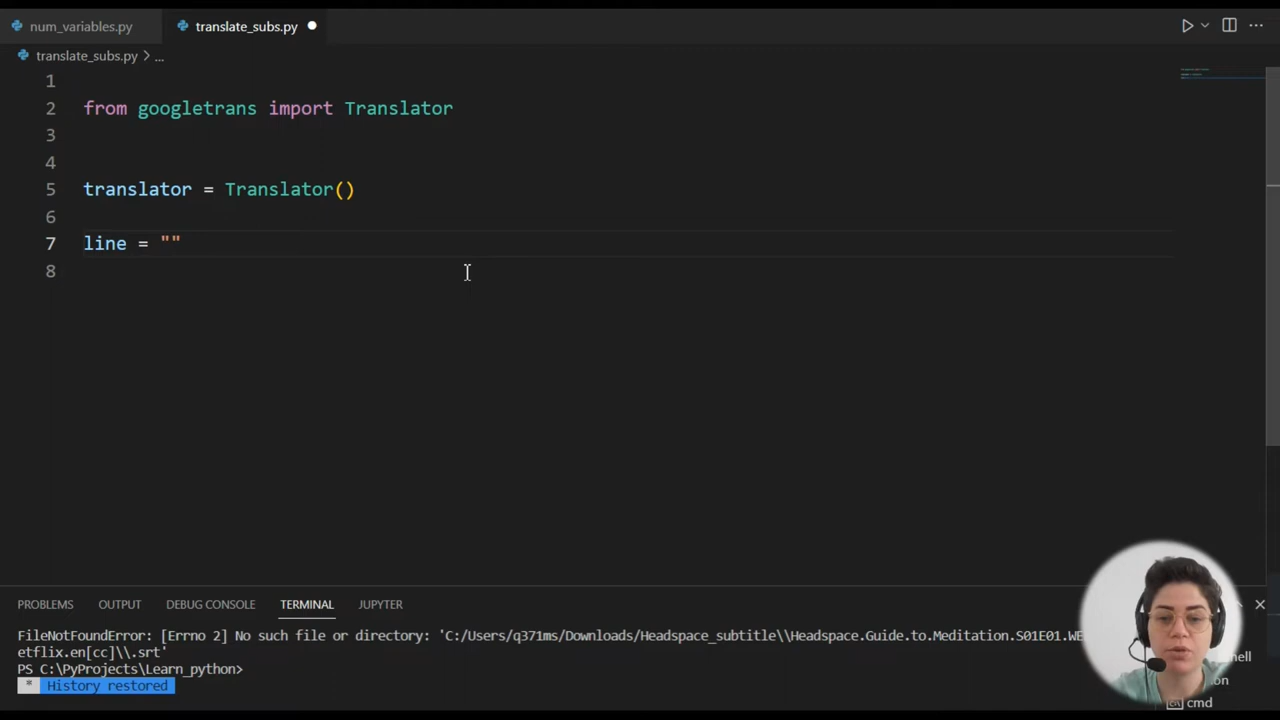 num_variables.py
translate_subs.py
translate_subs.py > ...
1
2 from googletrans import Translator
3
4
5 translator = Translator()
6
7 line = ""
8
PROBLEMS OUTPUT DEBUG CONSOLE TERMINAL JUPYTER
FileNotFoundError: [Errno 2] No such file or directory: 'C:/Users/q371ms/Downloads/Headspace_subtitle\\Headspace.Guide.to.Meditation.S01E01.WE
etflix.en[cc]\\.srt'
PS C:\PyProjects\Learn_python>
* History restored
cmd